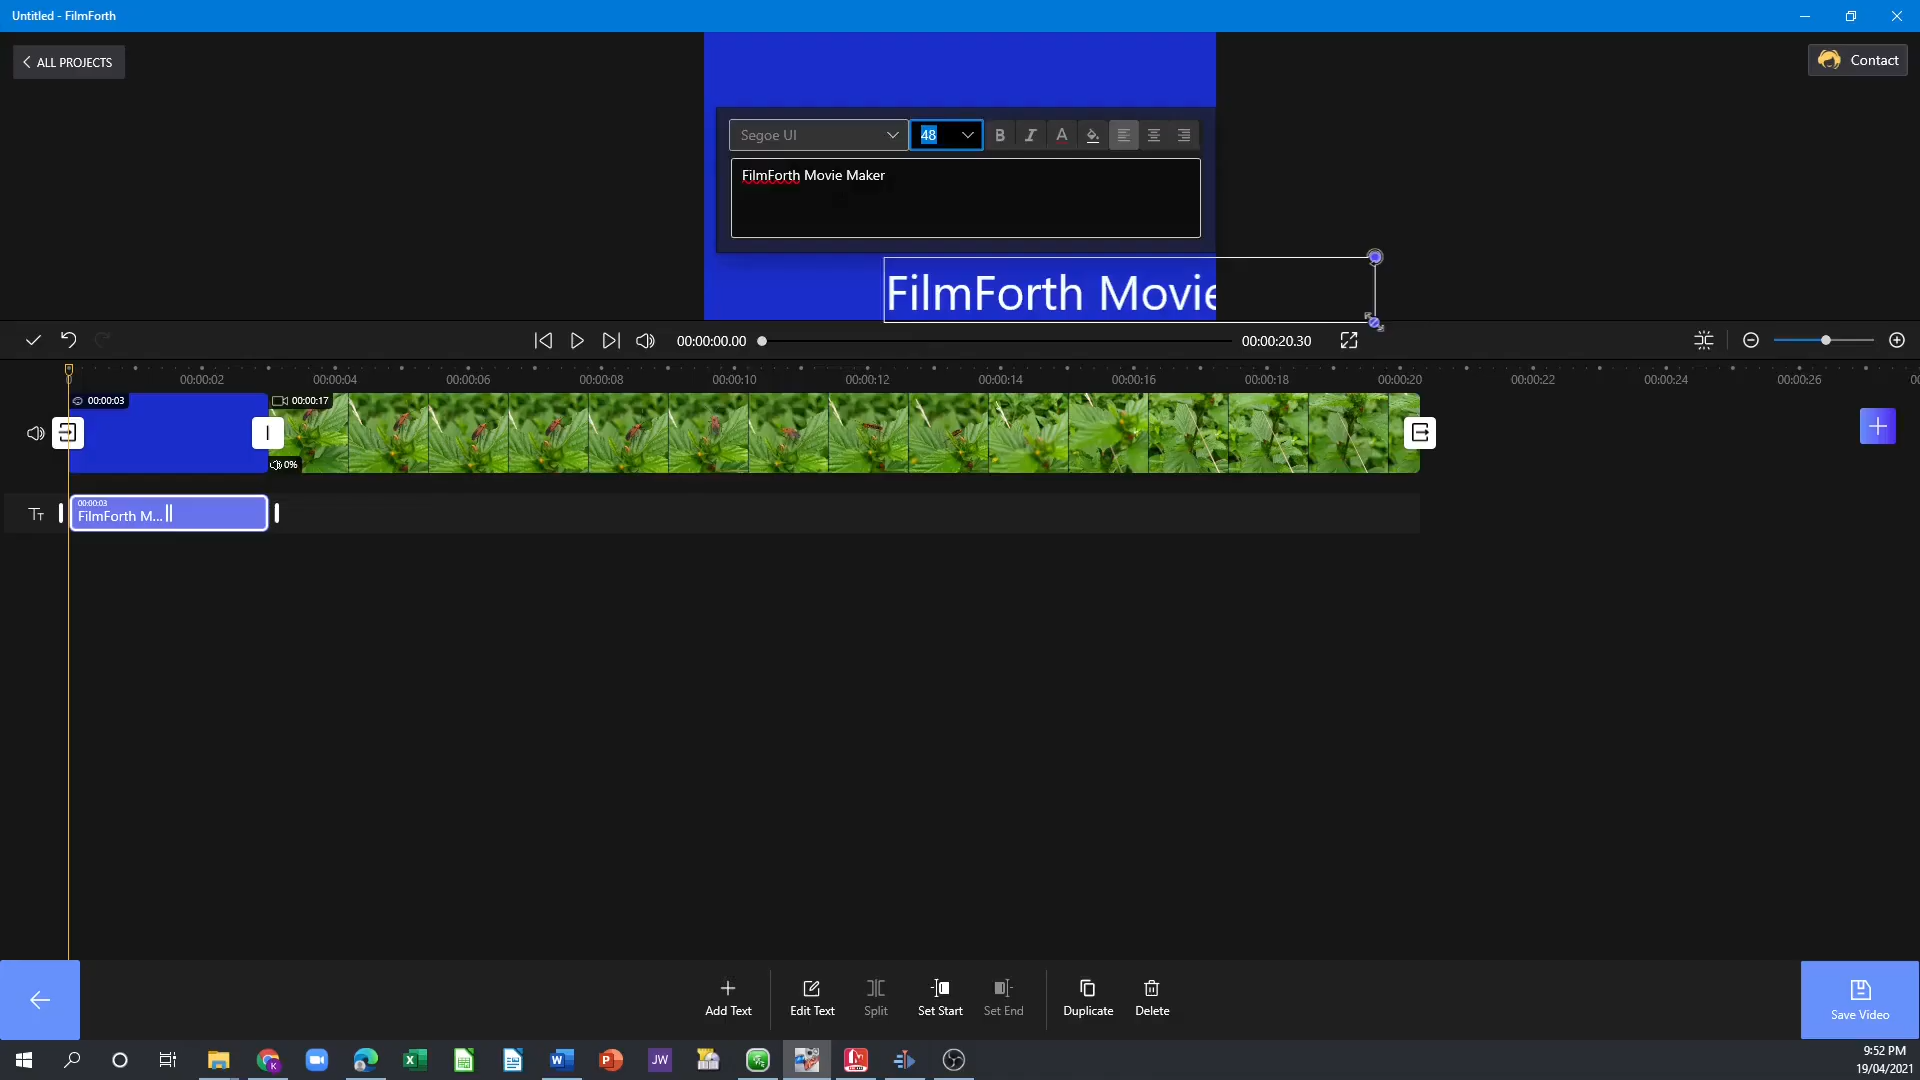 Untitled - FilmForth
ALL PROJECTS
Contact
Segoe UI
48
B I A
FilmForth Movie Maker
FilmForth Movie
00:00:00.00
00:00:20.30
0
00:00:02
00:00:04
00:00:06
00:00:08
00:00:10
00:00:12
00:00:14
00:00:16
00:00:18
00:00:20
00:00:22
00:00:24
00:00:26
00:00:03
00:00:17
0%
00:00:03
FilmForth M...
Add Text
Edit Text
Split
Set Start
Set End
Duplicate
Delete
Save Video
JW
9:52 PM
19/04/2021